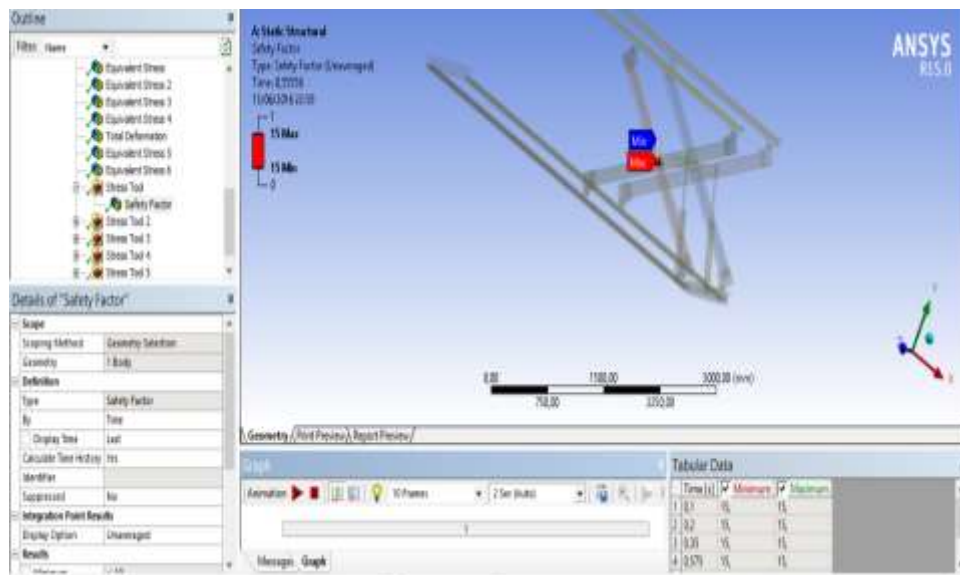 Outline
Filter: Name
Equivalent Stress
Equivalent Stress 2
Equivalent Stress 3
Equivalent Stress 4
Total Deformation
Equivalent Stress 5
Equivalent Stress 6
Stress Tool
Safety Factor
Stress Tool 2
Stress Tool 3
Stress Tool 4
Stress Tool 5
Details of "Safety Factor"
Scope
Scoping Method Geometry Selection
Geometry 1 Body
Definition
Type Safety Factor
By Time
Display Time Last
Calculate Time History Yes
Identifier
Suppressed No
Integration Point Results
Display Option Unaveraged
Results
A: Static Structural
Safety Factor
Type: Safety Factor (Unaveraged)
15 Max
15 Min
0
Min
ANSYS
R15.0
0,00 1500,00 3000,00 (mm)
750,00 2250,00
Geometry Print Preview Report Preview
Graph
Animation 10 Frames 2 Sec (Auto)
1
Messages Graph
Tabular Data
Time [s] Minimum Maximum
1 0,1 15, 15,
2 0,2 15, 15,
3 0,35 15, 15,
4 0,575 15, 15,